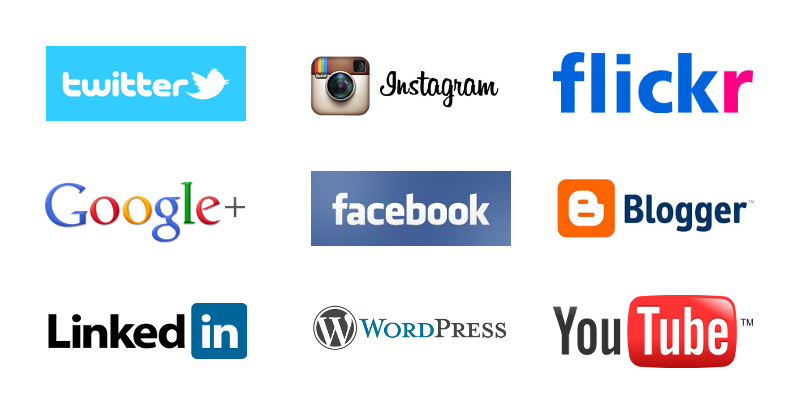 twitter
Instagram
flickr
Google+
facebook
Blogger™
Linked in
WordPress
YouTube™